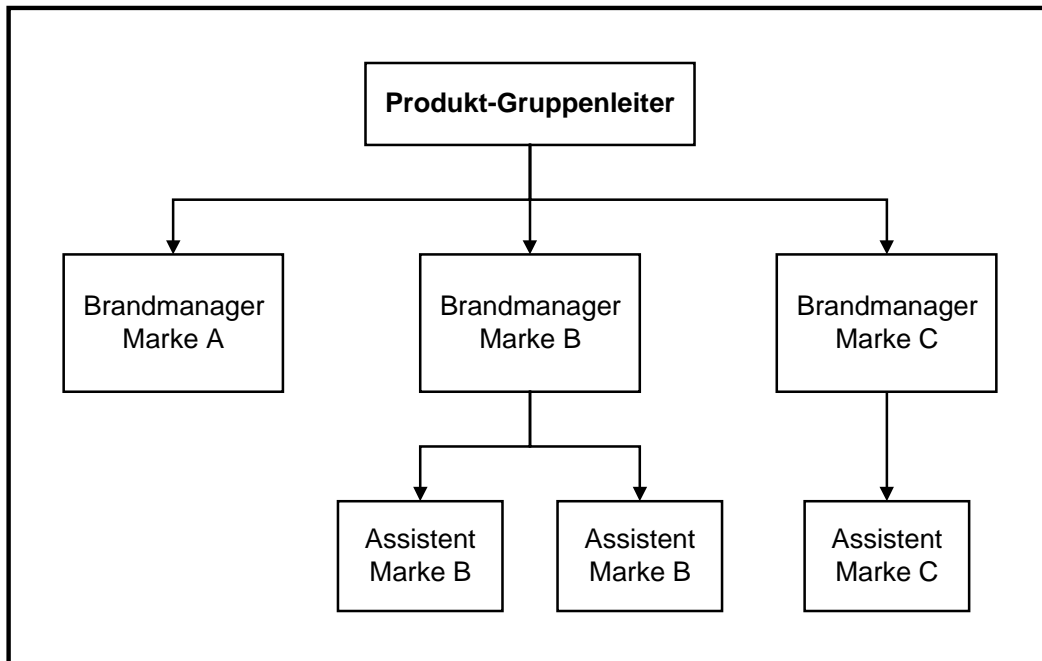 Produkt-Gruppenleiter
Brandmanager
Marke A
Brandmanager
Marke B
Brandmanager
Marke C
Assistent
Marke B
Assistent
Marke B
Assistent
Marke C